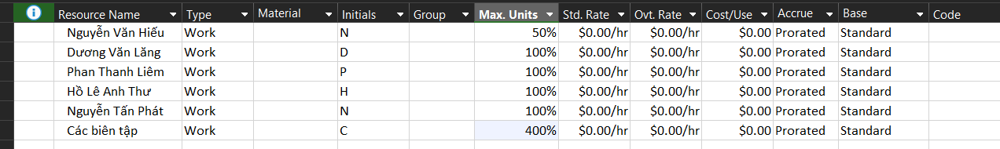 Resource Name Type Material Initials Group Max. Units Std. Rate Ovt. Rate Cost/Use Accrue Base Code
Nguyễn Văn Hiếu Work N 50% $0.00/hr $0.00/hr $0.00 Prorated Standard
Dương Văn Lăng Work D 100% $0.00/hr $0.00/hr $0.00 Prorated Standard
Phan Thanh Liêm Work P 100% $0.00/hr $0.00/hr $0.00 Prorated Standard
Hồ Lê Anh Thư Work H 100% $0.00/hr $0.00/hr $0.00 Prorated Standard
Nguyễn Tấn Phát Work N 100% $0.00/hr $0.00/hr $0.00 Prorated Standard
Các biên tập Work C 400% $0.00/hr $0.00/hr $0.00 Prorated Standard